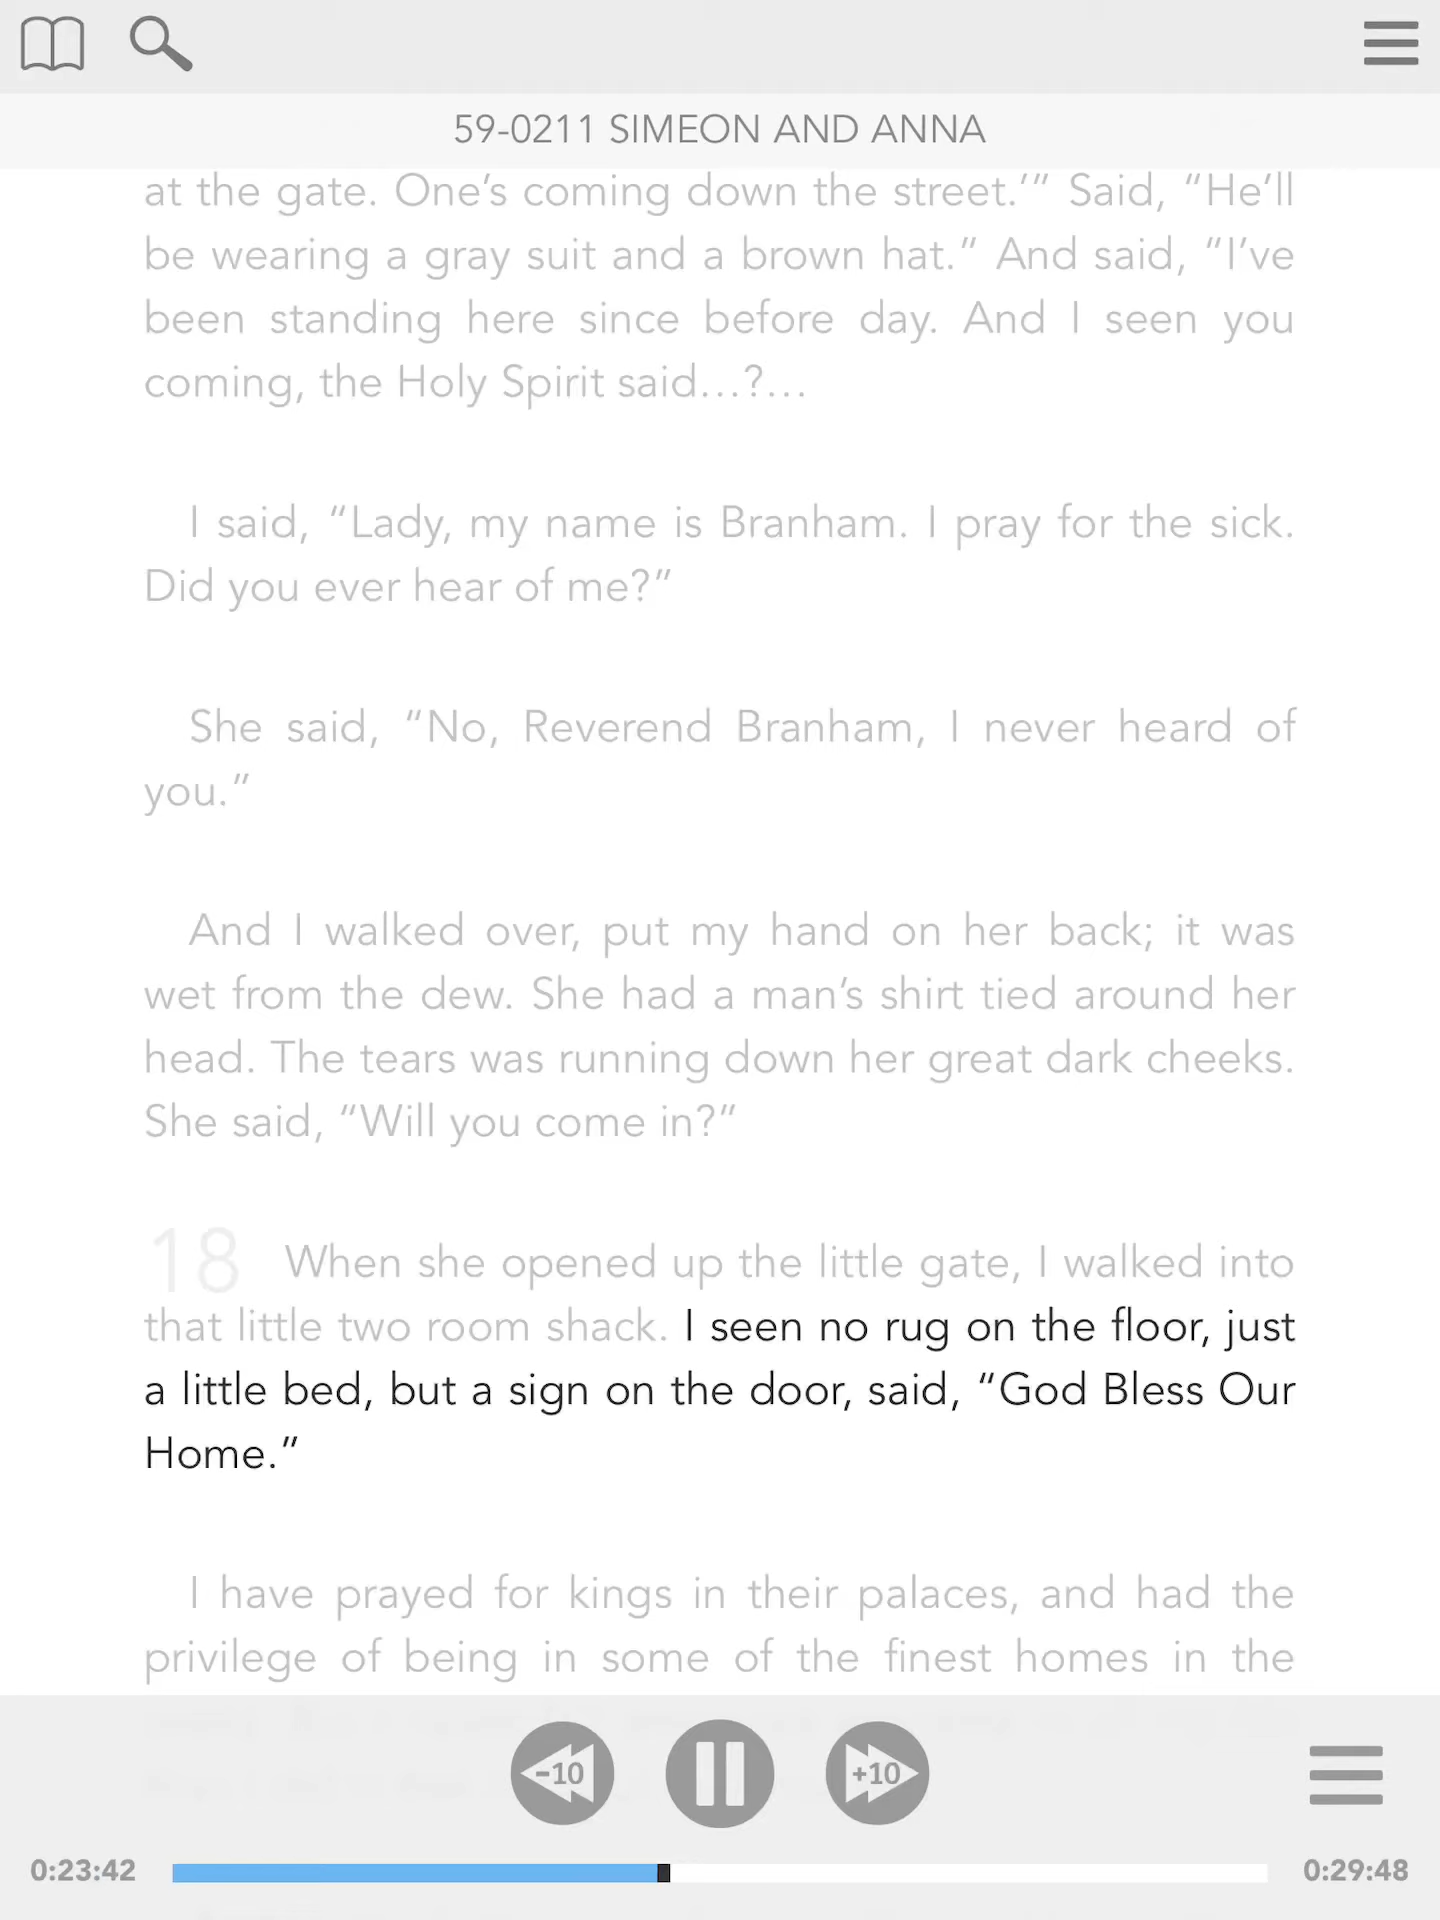 59-0211 SIMEON AND ANNA
at the gate. One’s coming down the street.’” Said, “He’ll
be wearing a gray suit and a brown hat.” And said, “I’ve
been standing here since before day. And I seen you
coming, the Holy Spirit said…?…
I said, “Lady, my name is Branham. I pray for the sick.
Did you ever hear of me?”
She said, “No, Reverend Branham, I never heard of
you.”
And I walked over, put my hand on her back; it was
wet from the dew. She had a man’s shirt tied around her
head. The tears was running down her great dark cheeks.
She said, “Will you come in?”
18 When she opened up the little gate, I walked into
that little two room shack. I seen no rug on the floor, just
a little bed, but a sign on the door, said, “God Bless Our
Home.”
I have prayed for kings in their palaces, and had the
privilege of being in some of the finest homes in the
-10 +10
0:23:42 0:29:48